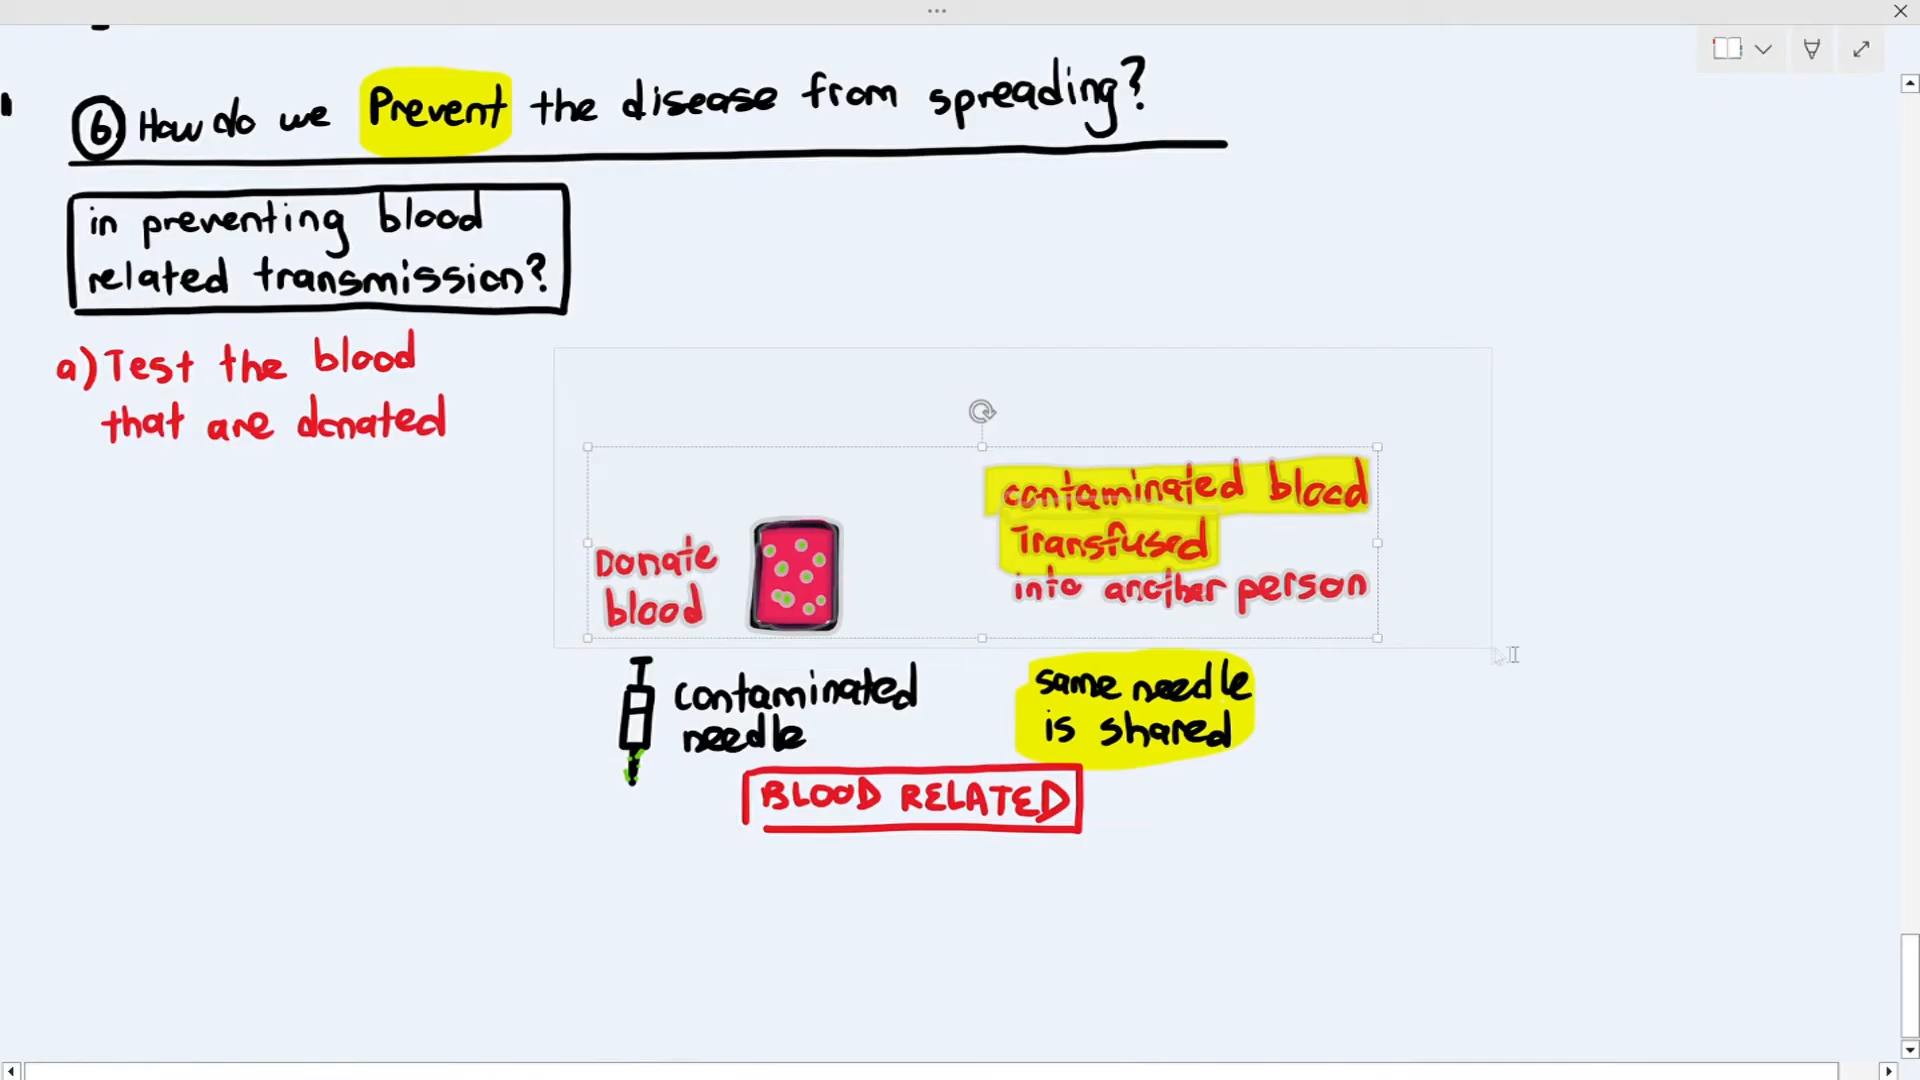 6 How do we Prevent the disease from spreading?
in preventing blood
related transmission?
a) Test the blood
that are donated
Donate
blood
contaminated blood
Transfused
into another person
contaminated
needle
same needle
is shared
BLOOD RELATED